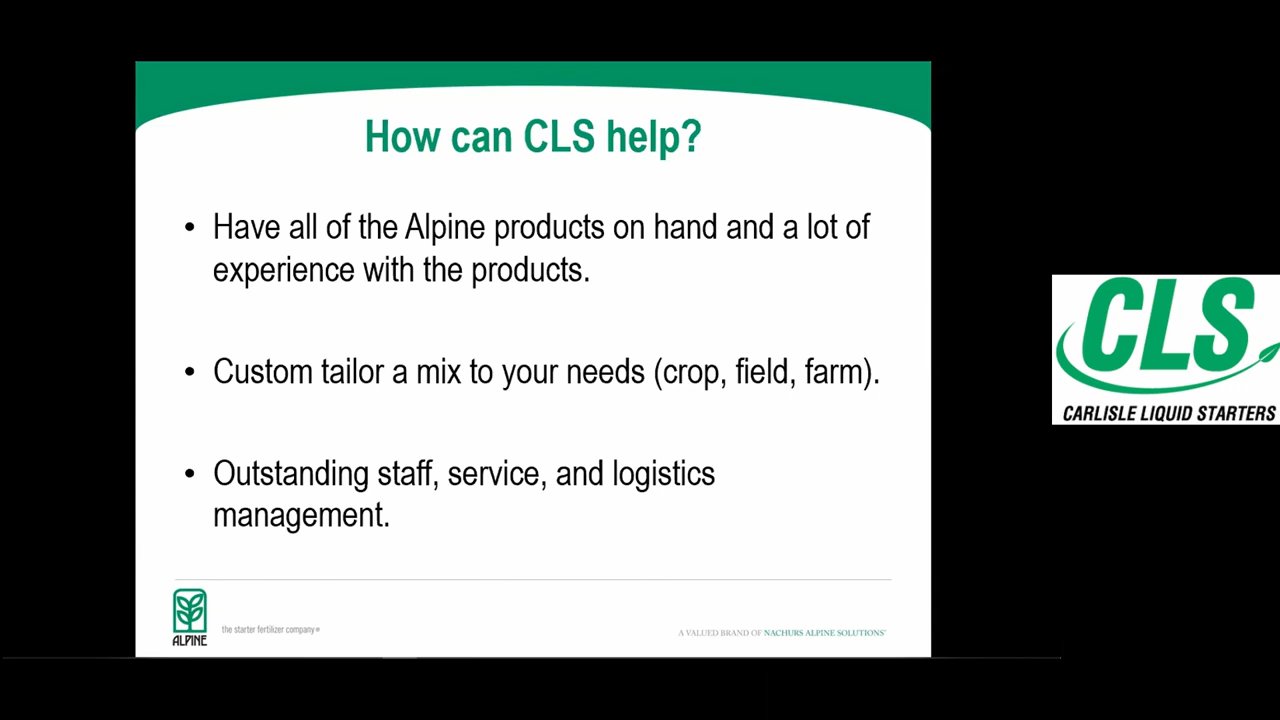 How can CLS help?
• Have all of the Alpine products on hand and a lot of
experience with the products.
• Custom tailor a mix to your needs (crop, field, farm).
• Outstanding staff, service, and logistics
management.
ALPINE
the starter fertilizer company®
A VALUED BRAND OF NACHURS ALPINE SOLUTIONS®
CLS
CARLISLE LIQUID STARTERS